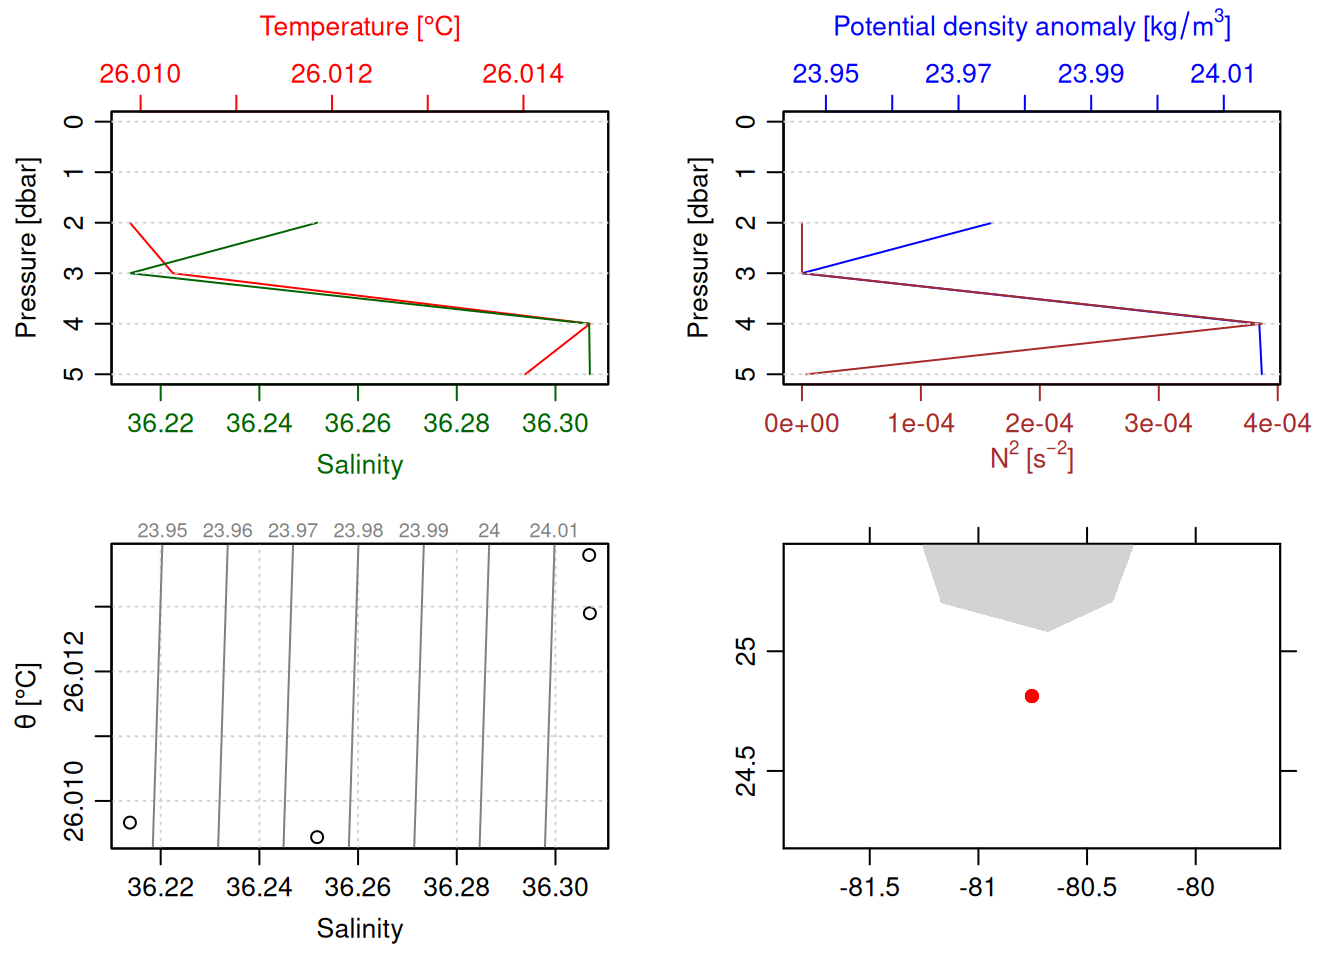 Temperature [°C]
26.010 26.012 26.014
Pressure [dbar]
0
1
2
3
4
5
36.22 36.24 36.26 36.28 36.30
Salinity
Potential density anomaly [kg/m³]
23.95 23.97 23.99 24.01
Pressure [dbar]
0
1
2
3
4
5
0e+00 1e-04 2e-04 3e-04 4e-04
N² [s⁻²]
23.95 23.96 23.97 23.98 23.99 24 24.01
θ [°C]
26.012
26.010
36.22 36.24 36.26 36.28 36.30
Salinity
25
24.5
-81.5 -81 -80.5 -80